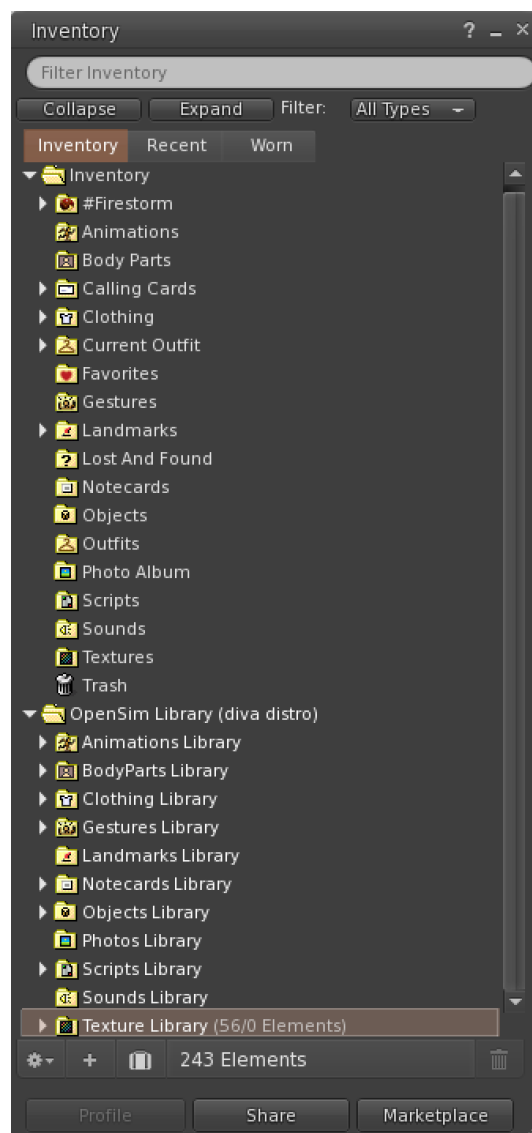 Inventory ? _ ×
Filter Inventory
Collapse Expand Filter: All Types
Inventory Recent Worn
Inventory
#Firestorm
Animations
Body Parts
Calling Cards
Clothing
Current Outfit
Favorites
Gestures
Landmarks
Lost And Found
Notecards
Objects
Outfits
Photo Album
Scripts
Sounds
Textures
Trash
OpenSim Library (diva distro)
Animations Library
BodyParts Library
Clothing Library
Gestures Library
Landmarks Library
Notecards Library
Objects Library
Photos Library
Scripts Library
Sounds Library
Texture Library (56/0 Elements)
+ 243 Elements
Profile Share Marketplace